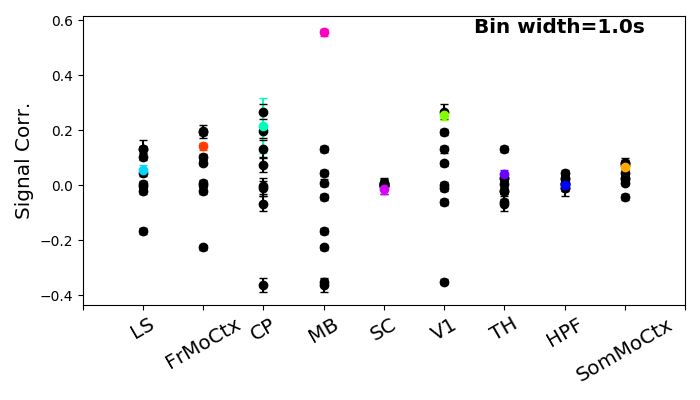 Bin width=1.0s
Signal Corr.
0.6
0.4
0.2
0.0
−0.2
−0.4
LS
FrMoCtx
CP
MB
SC
V1
TH
HPF
SomMoCtx